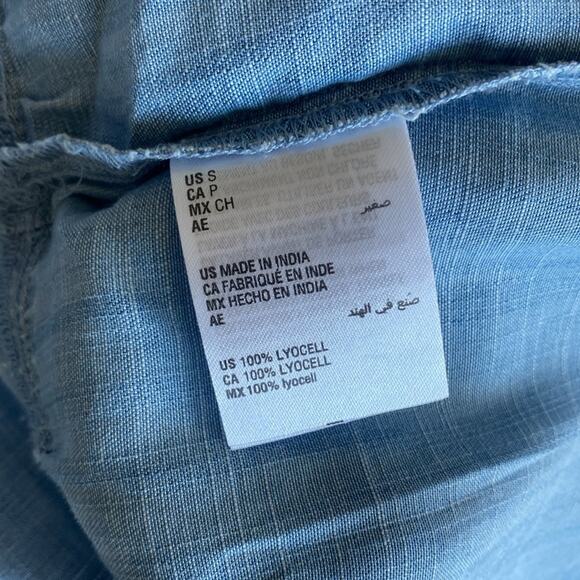 US S
CA P
MX CH
AE صغير
US MADE IN INDIA
CA FABRIQUÉ EN INDE
MX HECHO EN INDIA
AE صنع في الهند
US 100% LYOCELL
CA 100% LYOCELL
MX 100% lyocell